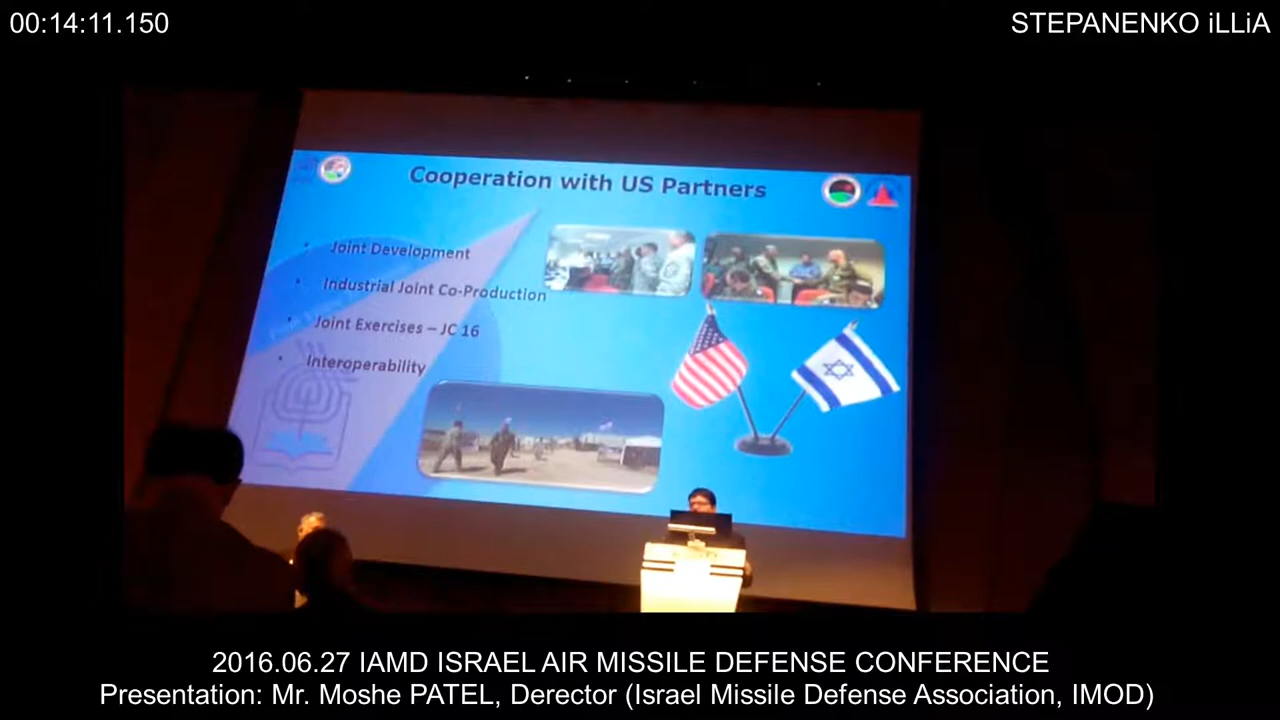 00:14:11.150
STEPANENKO iLLiA
Cooperation with US Partners
• Joint Development
• Industrial Joint Co-Production
• Joint Exercises – JC 16
• Interoperability
2016.06.27 IAMD ISRAEL AIR MISSILE DEFENSE CONFERENCE
Presentation: Mr. Moshe PATEL, Derector (Israel Missile Defense Association, IMOD)